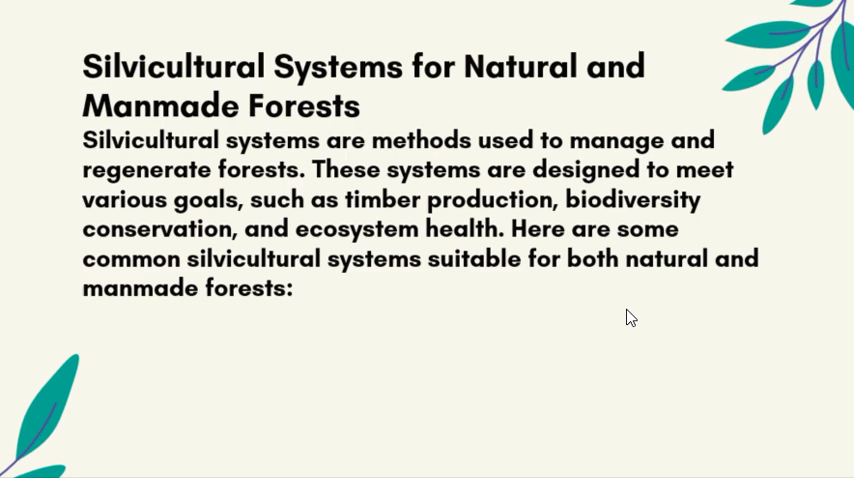 Silvicultural Systems for Natural and
Manmade Forests
Silvicultural systems are methods used to manage and
regenerate forests. These systems are designed to meet
various goals, such as timber production, biodiversity
conservation, and ecosystem health. Here are some
common silvicultural systems suitable for both natural and
manmade forests: